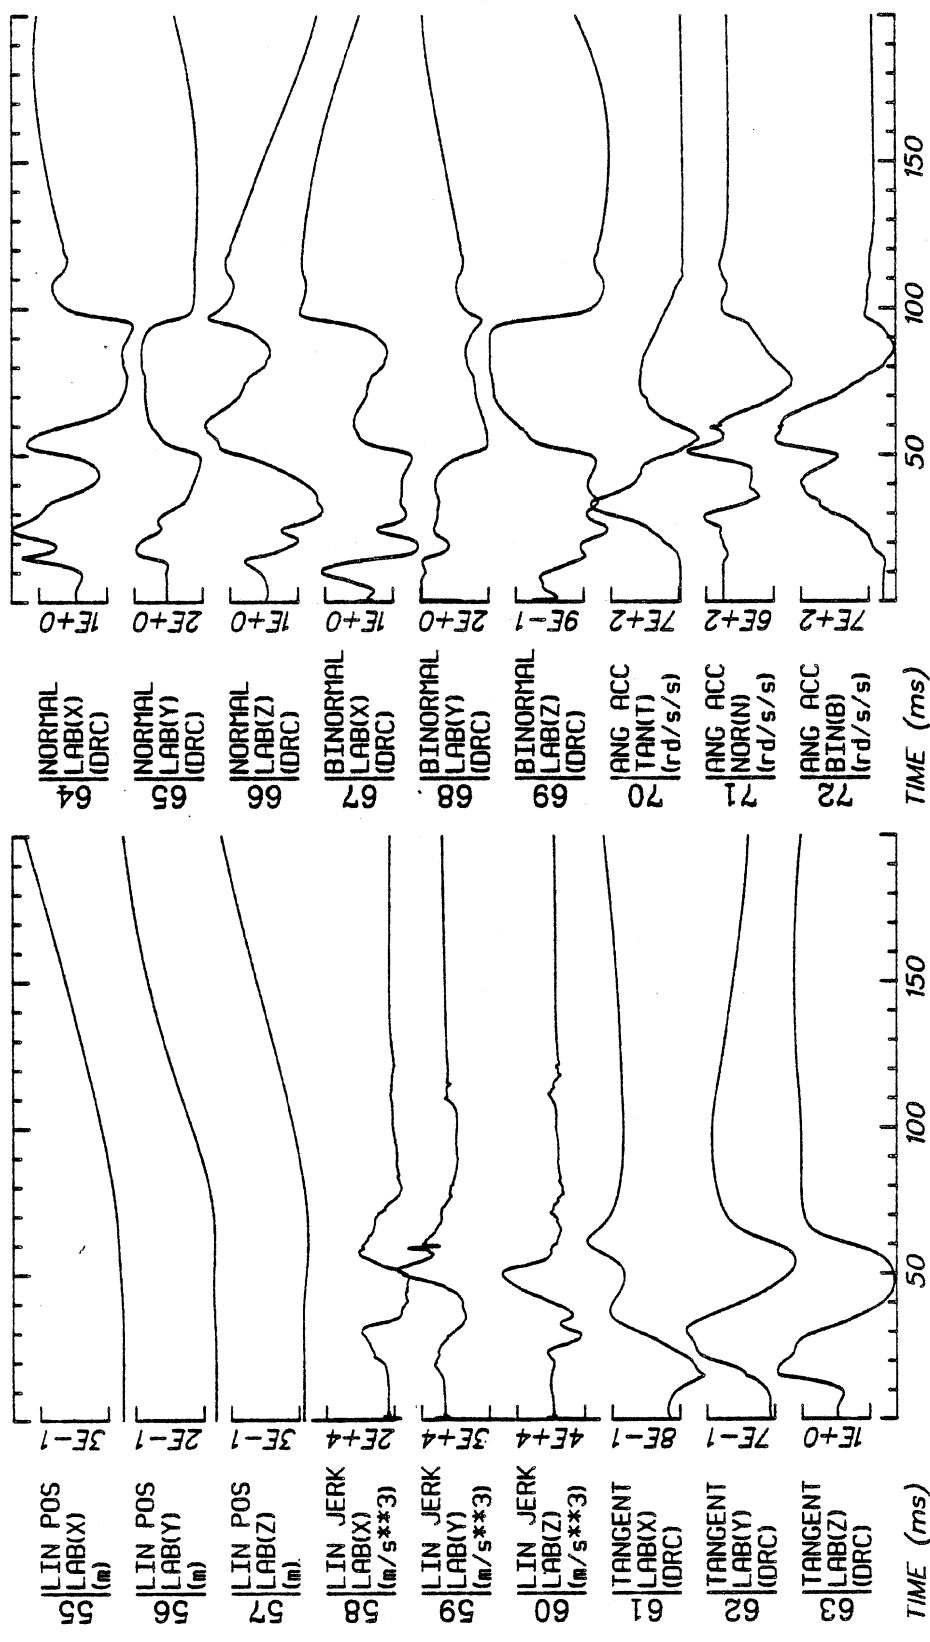 64
NORMAL
LAB(X)
(DRC)
1E+0
65
NORMAL
LAB(Y)
(DRC)
2E+0
66
NORMAL
LAB(Z)
(DRC)
1E+0
67
BINORMAL
LAB(X)
(DRC)
1E+0
68
BINORMAL
LAB(Y)
(DRC)
2E+0
69
BINORMAL
LAB(Z)
(DRC)
9E-1
70
ANG ACC
TAN(T)
(rd/s/s)
7E+2
71
ANG ACC
NOR(N)
(rd/s/s)
6E+2
72
ANG ACC
BIN(B)
(rd/s/s)
7E+2
TIME (ms)
50
100
150
55
LIN POS
LAB(X)
(m)
3E-1
56
LIN POS
LAB(Y)
(m)
2E-1
57
LIN POS
LAB(Z)
(m)
3E-1
58
LIN JERK
LAB(X)
(m/s**3)
2E+4
59
LIN JERK
LAB(Y)
(m/s**3)
3E+4
60
LIN JERK
LAB(Z)
(m/s**3)
4E+4
61
TANGENT
LAB(X)
(DRC)
8E-1
62
TANGENT
LAB(Y)
(DRC)
7E-1
63
TANGENT
LAB(Z)
(DRC)
1E+0
TIME (ms)
50
100
150